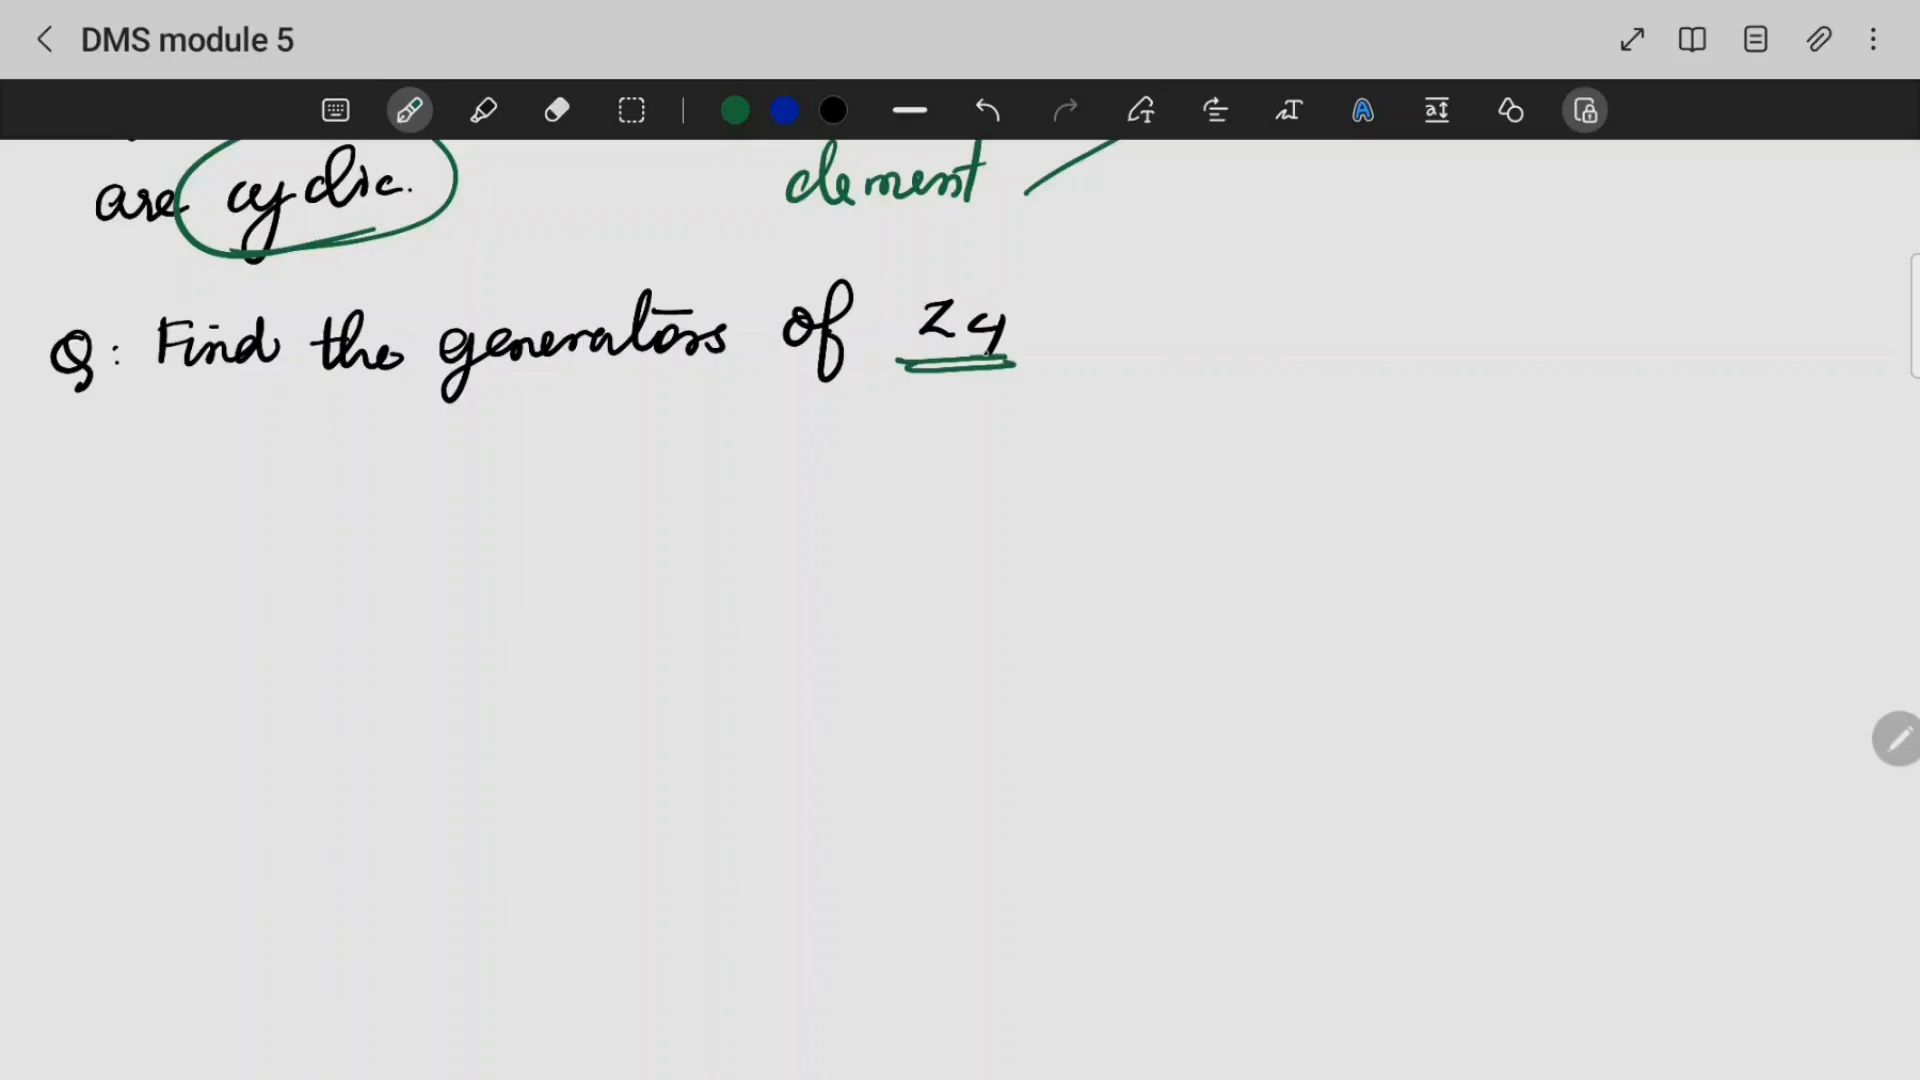 DMS module 5
are cyclic.
element
Q: Find the generators of Z4